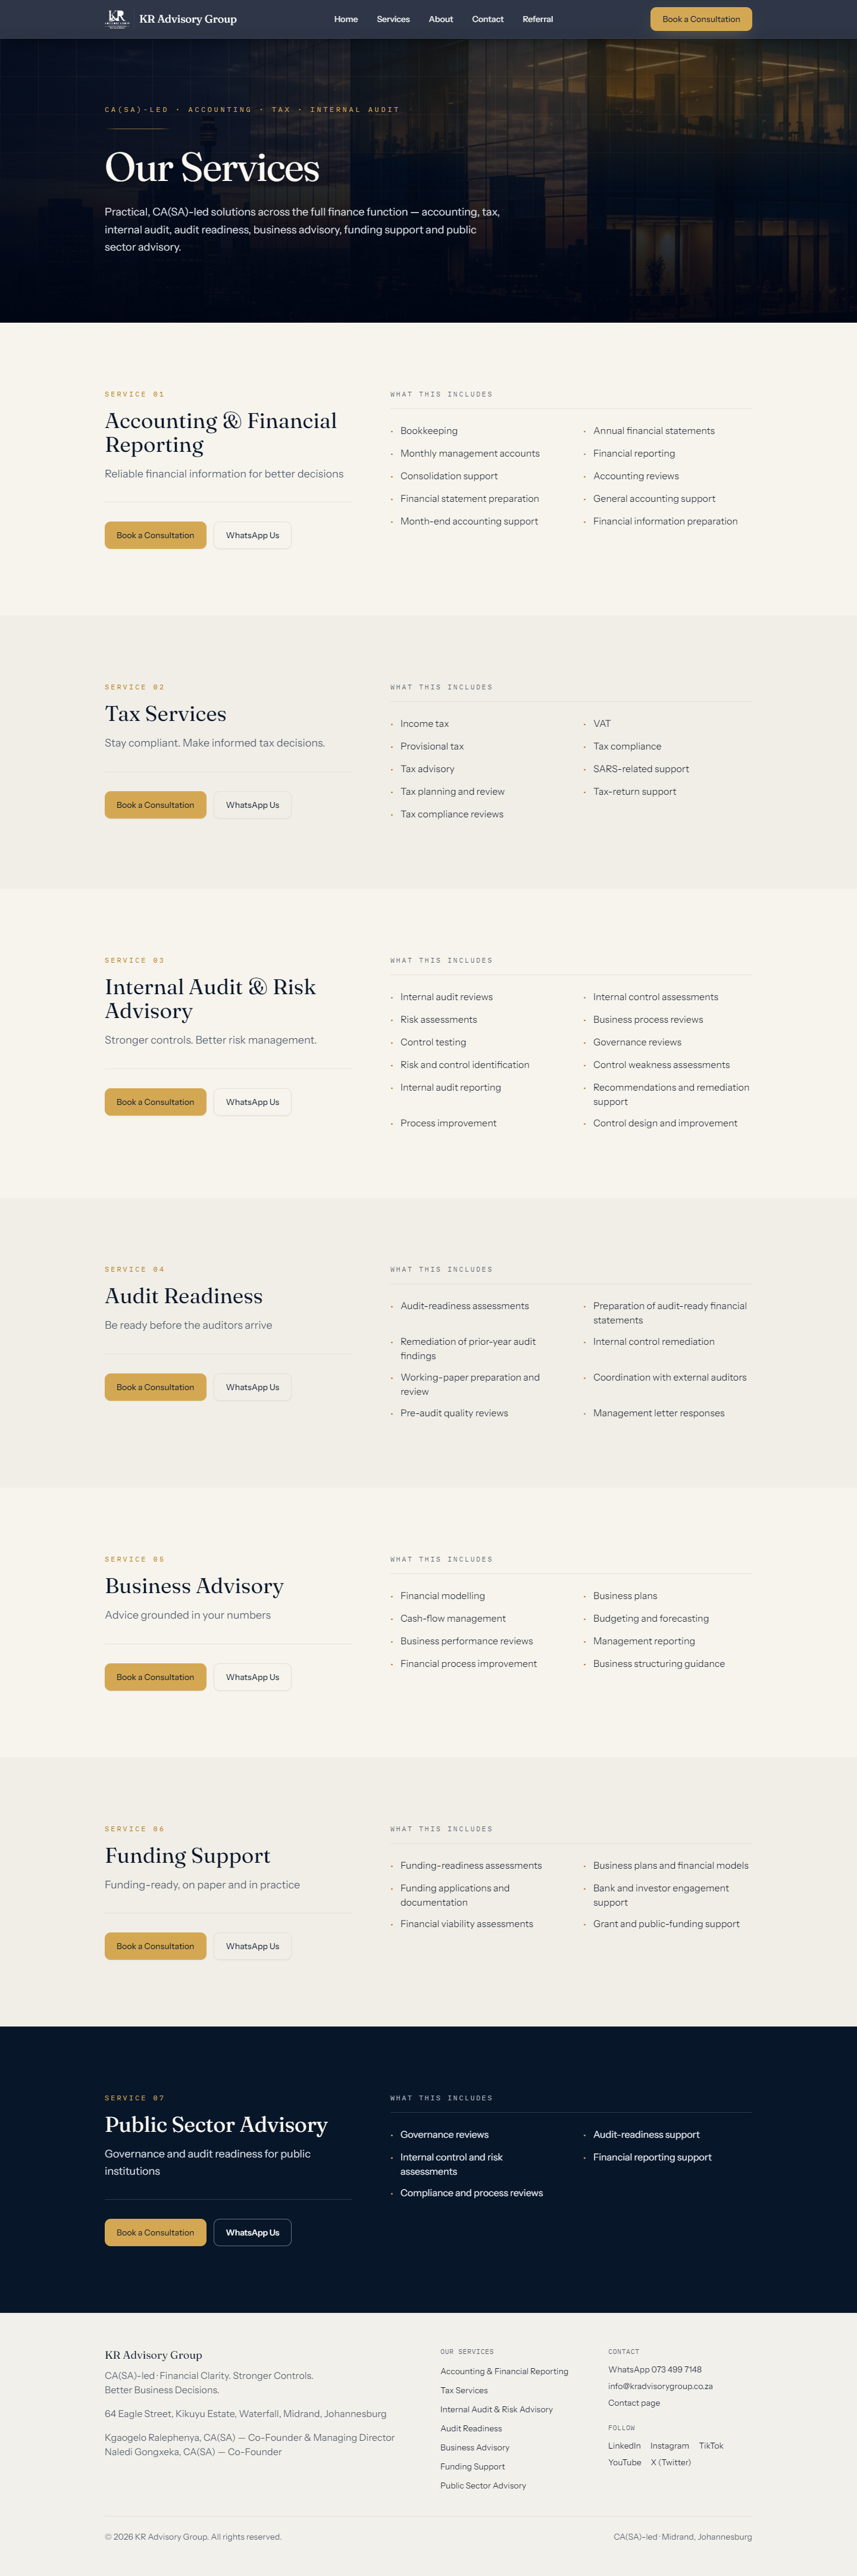 KR
KR Advisory Group
Home
Services
About
Contact
Referral
Book a Consultation
CA(SA)-LED · ACCOUNTING · TAX · INTERNAL AUDIT
Our Services
Practical, CA(SA)-led solutions across the full finance function — accounting, tax,
internal audit, audit readiness, business advisory, funding support and public
sector advisory.
SERVICE 01
Accounting & Financial
Reporting
Reliable financial information for better decisions
Book a Consultation
WhatsApp Us
WHAT THIS INCLUDES
Bookkeeping
Annual financial statements
Monthly management accounts
Financial reporting
Consolidation support
Accounting reviews
Financial statement preparation
General accounting support
Month-end accounting support
Financial information preparation
SERVICE 02
Tax Services
Stay compliant. Make informed tax decisions.
Book a Consultation
WhatsApp Us
WHAT THIS INCLUDES
Income tax
VAT
Provisional tax
Tax compliance
Tax advisory
SARS-related support
Tax planning and review
Tax-return support
Tax compliance reviews
SERVICE 03
Internal Audit & Risk
Advisory
Stronger controls. Better risk management.
Book a Consultation
WhatsApp Us
WHAT THIS INCLUDES
Internal audit reviews
Internal control assessments
Risk assessments
Business process reviews
Control testing
Governance reviews
Risk and control identification
Control weakness assessments
Internal audit reporting
Recommendations and remediation
support
Process improvement
Control design and improvement
SERVICE 04
Audit Readiness
Be ready before the auditors arrive
Book a Consultation
WhatsApp Us
WHAT THIS INCLUDES
Audit-readiness assessments
Preparation of audit-ready financial
statements
Remediation of prior-year audit
findings
Internal control remediation
Working-paper preparation and
review
Coordination with external auditors
Pre-audit quality reviews
Management letter responses
SERVICE 05
Business Advisory
Advice grounded in your numbers
Book a Consultation
WhatsApp Us
WHAT THIS INCLUDES
Financial modelling
Business plans
Cash-flow management
Budgeting and forecasting
Business performance reviews
Management reporting
Financial process improvement
Business structuring guidance
SERVICE 06
Funding Support
Funding-ready, on paper and in practice
Book a Consultation
WhatsApp Us
WHAT THIS INCLUDES
Funding-readiness assessments
Business plans and financial models
Funding applications and
documentation
Bank and investor engagement
support
Financial viability assessments
Grant and public-funding support
SERVICE 07
Public Sector Advisory
Governance and audit readiness for public
institutions
Book a Consultation
WhatsApp Us
WHAT THIS INCLUDES
Governance reviews
Audit-readiness support
Internal control and risk
assessments
Financial reporting support
Compliance and process reviews
KR Advisory Group
CA(SA)-led · Financial Clarity. Stronger Controls.
Better Business Decisions.
64 Eagle Street, Kikuyu Estate, Waterfall, Midrand, Johannesburg
Kgaogelo Ralephenya, CA(SA) — Co-Founder & Managing Director
Naledi Gongxeka, CA(SA) — Co-Founder
OUR SERVICES
Accounting & Financial Reporting
Tax Services
Internal Audit & Risk Advisory
Audit Readiness
Business Advisory
Funding Support
Public Sector Advisory
CONTACT
WhatsApp 073 499 7148
info@kradvisorygroup.co.za
Contact page
FOLLOW
LinkedIn
Instagram
TikTok
YouTube
X (Twitter)
© 2026 KR Advisory Group. All rights reserved.
CA(SA)-led · Midrand, Johannesburg